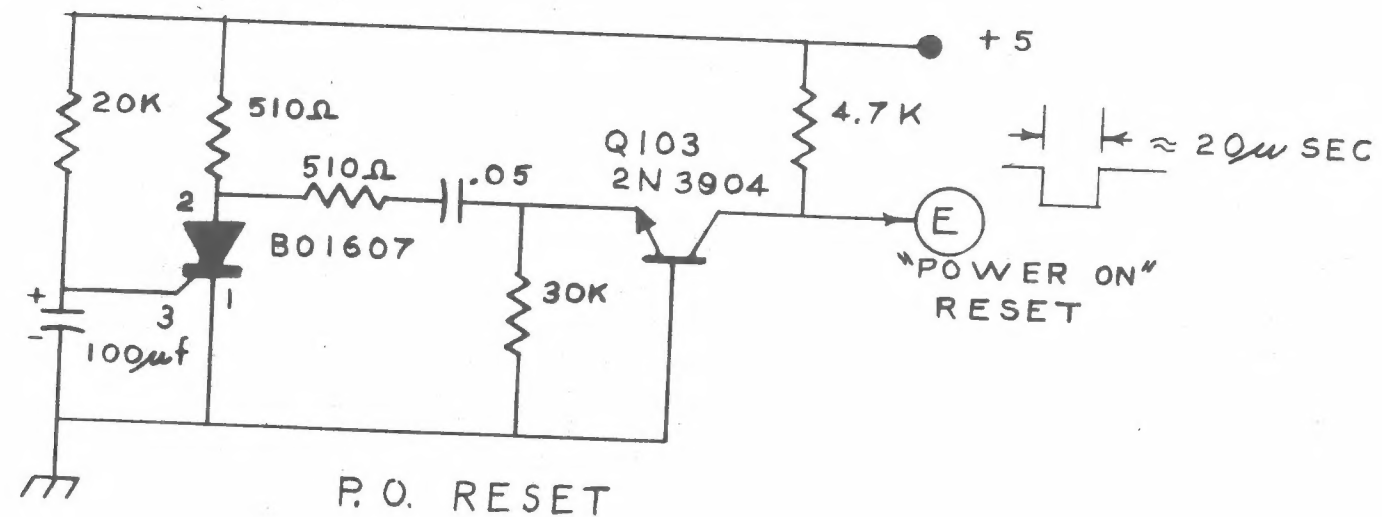 + 5
20K
510Ω
4.7K
≈ 20μ SEC
Q103
2N3904
510Ω
.05
2
B01607
E
"POWER ON"
RESET
30K
+
-
3
1
100μf
P.O. RESET